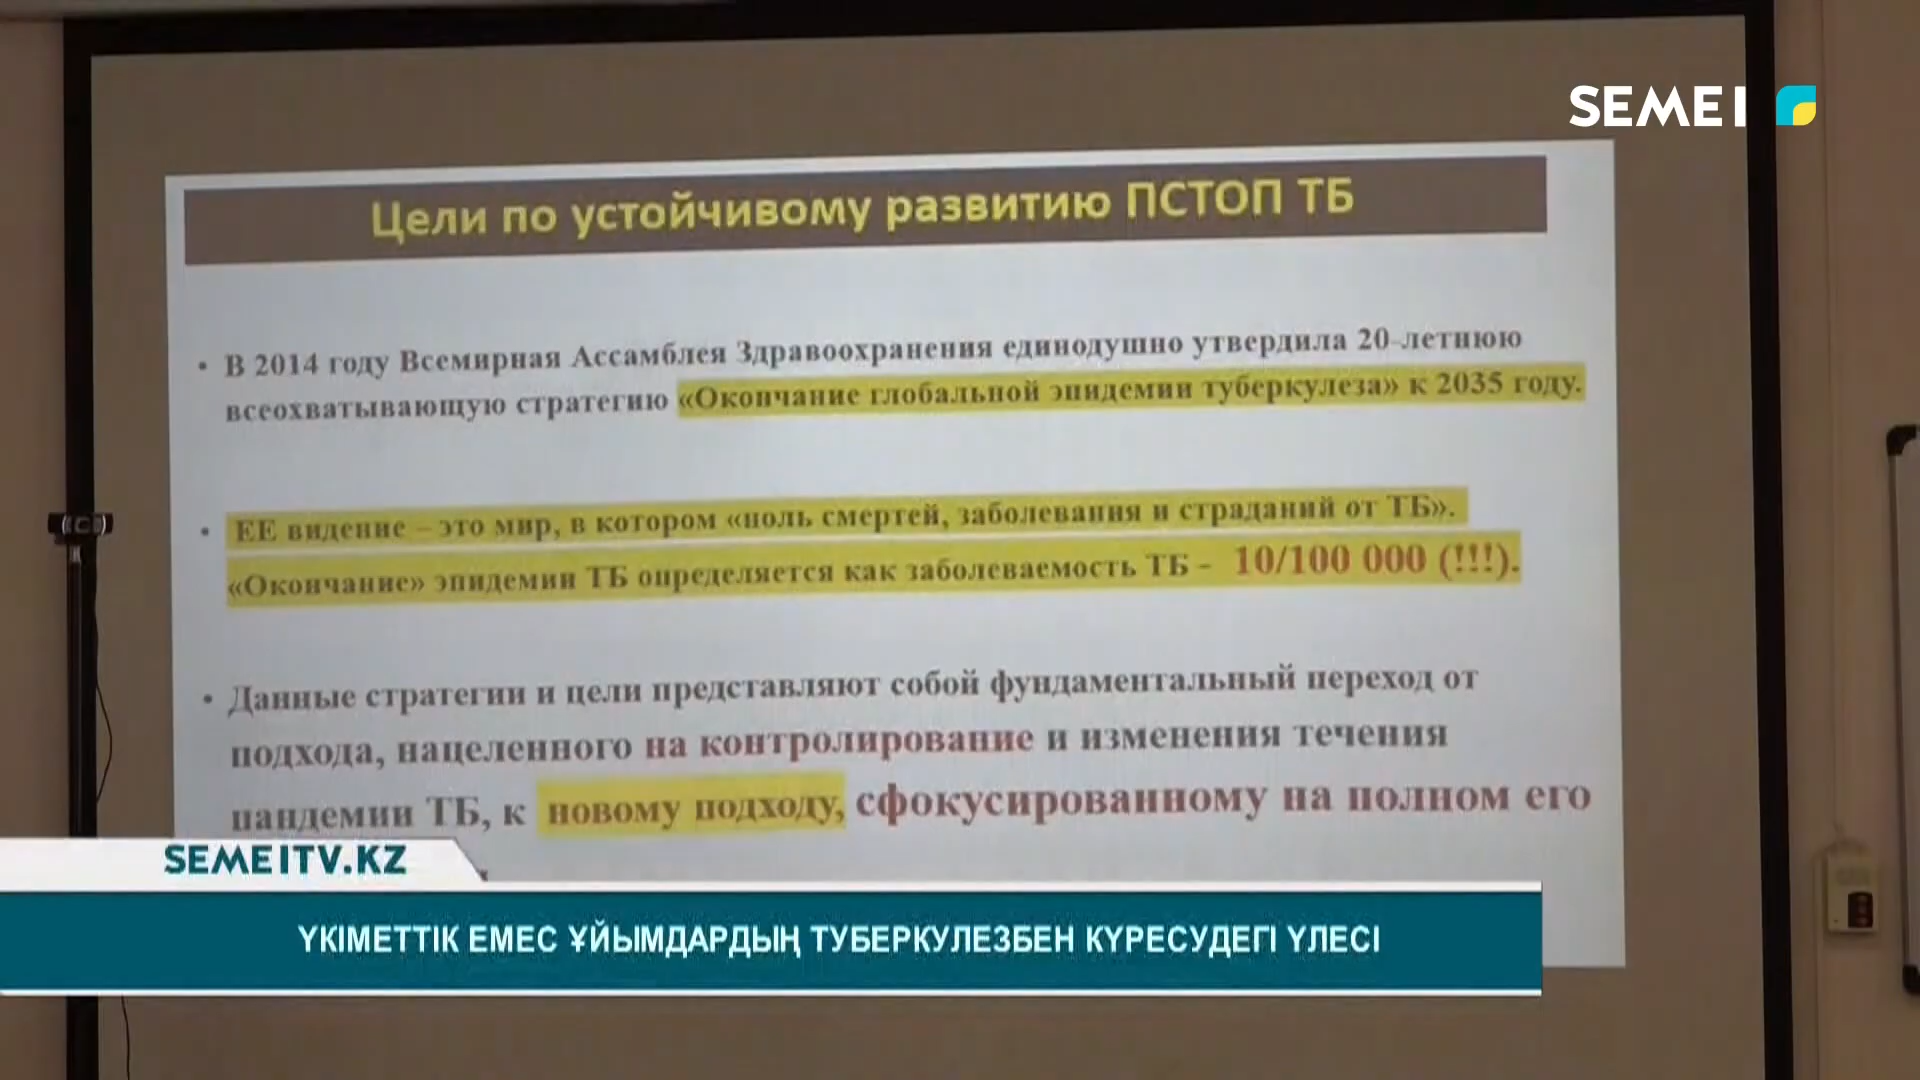 SEMEI
Цели по устойчивому развитию ПСТОП ТБ
• В 2014 году Всемирная Ассамблея Здравоохранения единодушно утвердила 20-летнюю
всеохватывающую стратегию «Окончание глобальной эпидемии туберкулеза» к 2035 году.
• ЕЕ видение – это мир, в котором «ноль смертей, заболевания и страданий от ТБ».
«Окончание» эпидемии ТБ определяется как заболеваемость ТБ – 10/100 000 (!!!).
• Данные стратегии и цели представляют собой фундаментальный переход от
подхода, нацеленного на контролирование и изменения течения
пандемии ТБ, к новому подходу, сфокусированному на полном его
SEMEITV.KZ
ҮКІМЕТТІК ЕМЕС ҰЙЫМДАРДЫҢ ТУБЕРКУЛЕЗБЕН КҮРЕСУДЕГІ ҮЛЕСІ